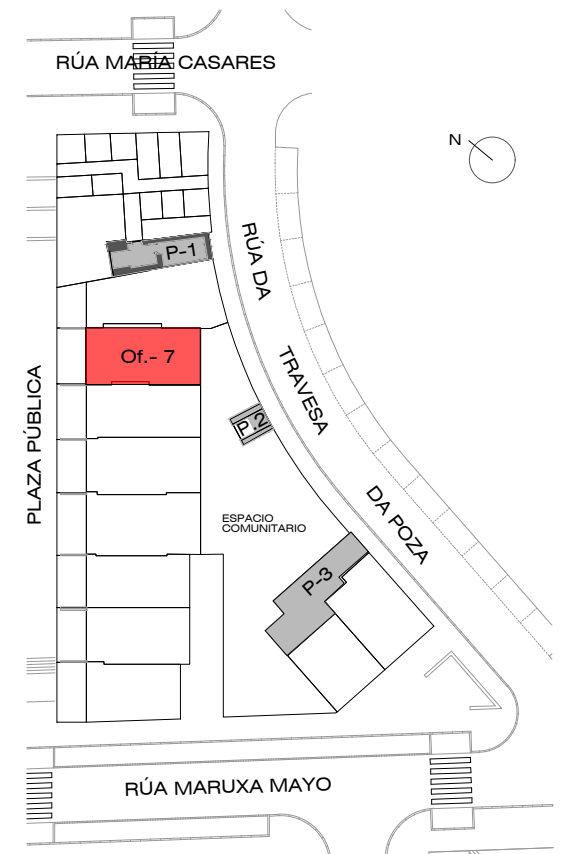 RÚA MARÍA CASARES
N
P-1
RÚA DA
TRAVESA
DA POZA
Of.- 7
PLAZA PÚBLICA
P.2
ESPACIO
COMUNITARIO
P-3
RÚA MARUXA MAYO